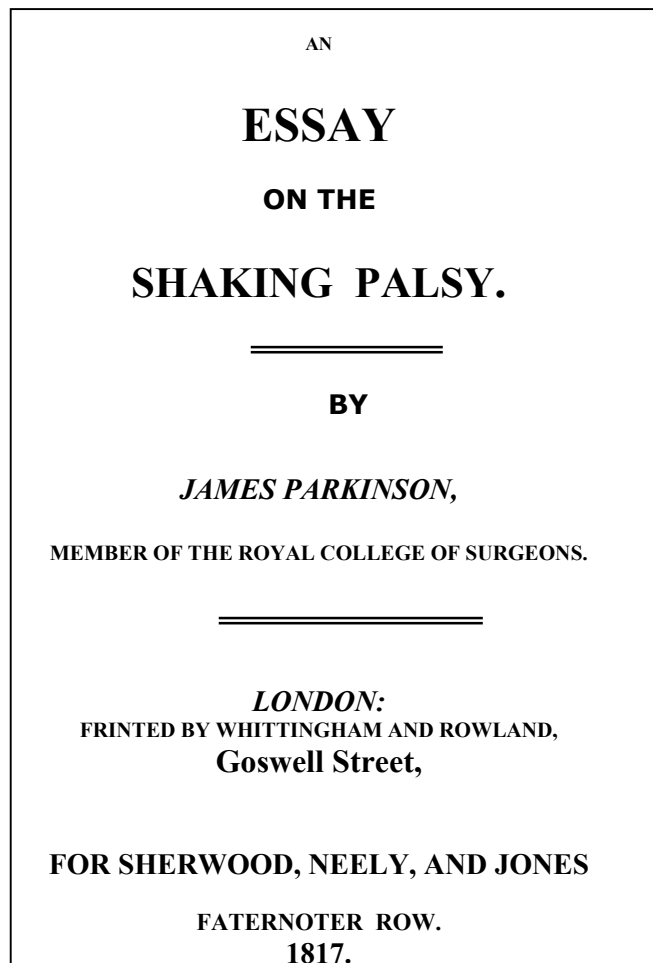 AN
ESSAY
ON THE
SHAKING PALSY.
BY
JAMES PARKINSON,
MEMBER OF THE ROYAL COLLEGE OF SURGEONS.
LONDON:
FRINTED BY WHITTINGHAM AND ROWLAND,
Goswell Street,
FOR SHERWOOD, NEELY, AND JONES
FATERNOTER ROW.
1817.